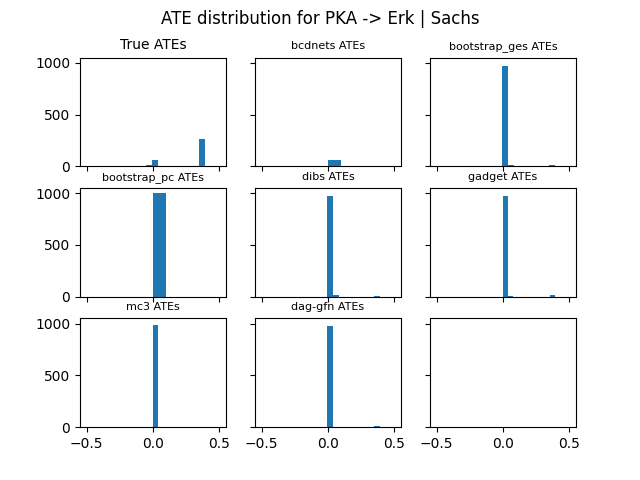 ATE distribution for PKA -> Erk | Sachs
True ATEs
bcdnets ATEs
bootstrap_ges ATEs
1000
500
0
bootstrap_pc ATEs
dibs ATEs
gadget ATEs
1000
500
0
mc3 ATEs
dag-gfn ATEs
1000
500
0
−0.5 0.0 0.5
−0.5 0.0 0.5
−0.5 0.0 0.5